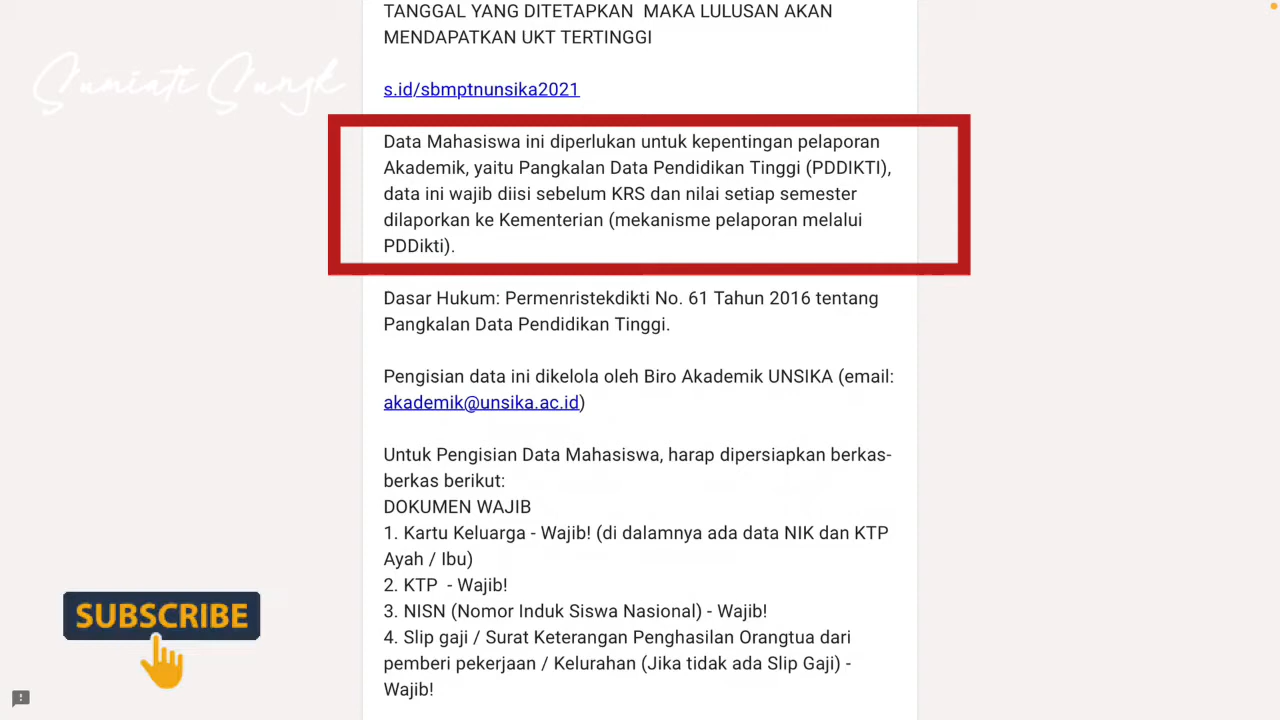 TANGGAL YANG DITETAPKAN MAKA LULUSAN AKAN
MENDAPATKAN UKT TERTINGGI
Sumiati Sungk
s.id/sbmptnunsika2021
Data Mahasiswa ini diperlukan untuk kepentingan pelaporan
Akademik, yaitu Pangkalan Data Pendidikan Tinggi (PDDIKTI),
data ini wajib diisi sebelum KRS dan nilai setiap semester
dilaporkan ke Kementerian (mekanisme pelaporan melalui
PDDikti).
Dasar Hukum: Permenristekdikti No. 61 Tahun 2016 tentang
Pangkalan Data Pendidikan Tinggi.
Pengisian data ini dikelola oleh Biro Akademik UNSIKA (email:
akademik@unsika.ac.id)
Untuk Pengisian Data Mahasiswa, harap dipersiapkan berkas-
berkas berikut:
DOKUMEN WAJIB
1. Kartu Keluarga - Wajib! (di dalamnya ada data NIK dan KTP
Ayah / Ibu)
2. KTP - Wajib!
3. NISN (Nomor Induk Siswa Nasional) - Wajib!
4. Slip gaji / Surat Keterangan Penghasilan Orangtua dari
pemberi pekerjaan / Kelurahan (Jika tidak ada Slip Gaji) -
Wajib!
SUBSCRIBE